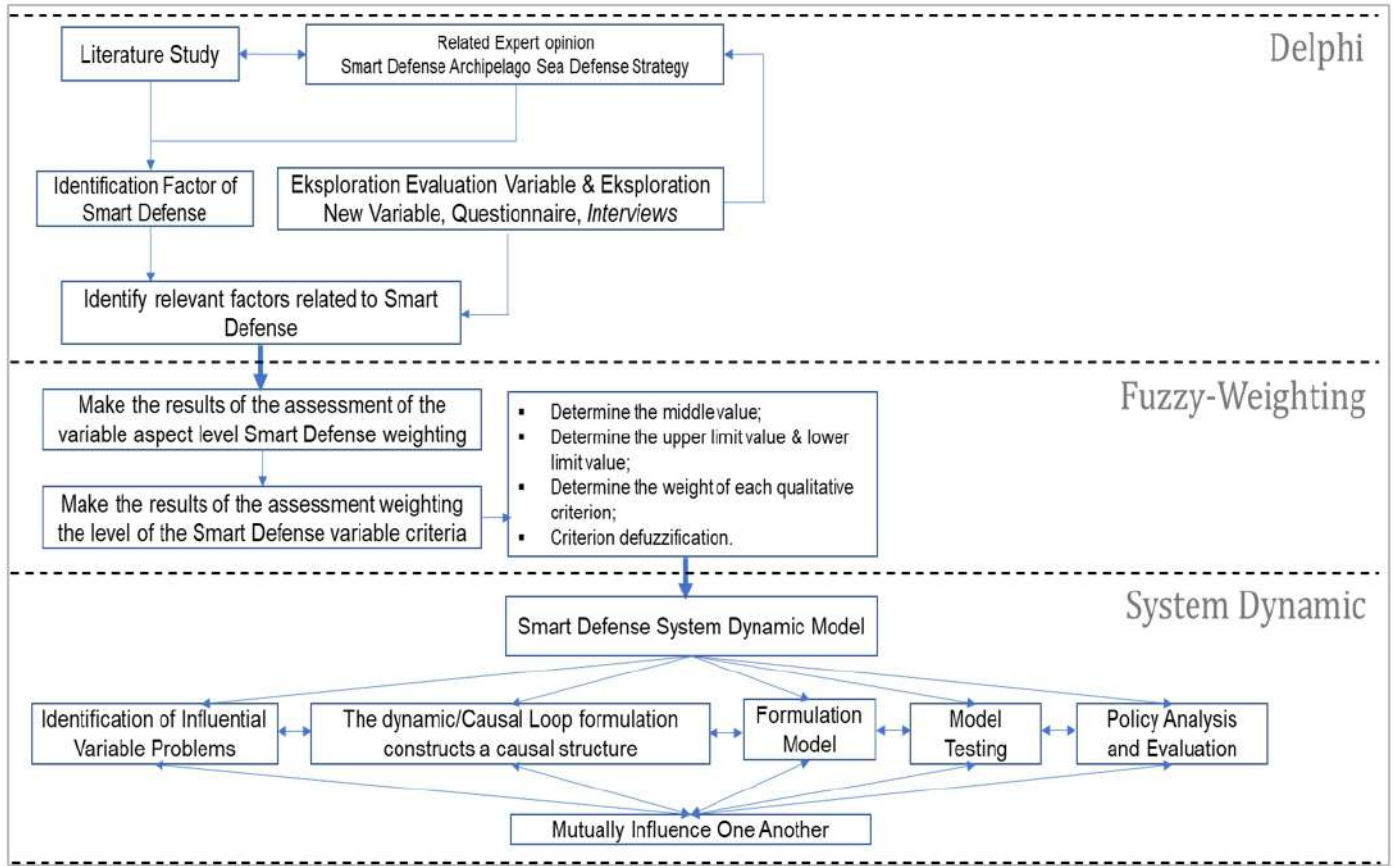 Delphi
Literature Study
Related Expert opinion
Smart Defense Archipelago Sea Defense Strategy
Identification Factor of
Smart Defense
Eksploration Evaluation Variable & Eksploration
New Variable, Questionnaire, Interviews
Identify relevant factors related to Smart
Defense
Fuzzy-Weighting
Make the results of the assessment of the
variable aspect level Smart Defense weighting
Make the results of the assessment weighting
the level of the Smart Defense variable criteria
▪ Determine the middle value;
▪ Determine the upper limit value & lower
limit value;
▪ Determine the weight of each qualitative
criterion;
▪ Criterion defuzzification.
System Dynamic
Smart Defense System Dynamic Model
Identification of Influential
Variable Problems
The dynamic/Causal Loop formulation
constructs a causal structure
Formulation
Model
Model
Testing
Policy Analysis
and Evaluation
Mutually Influence One Another